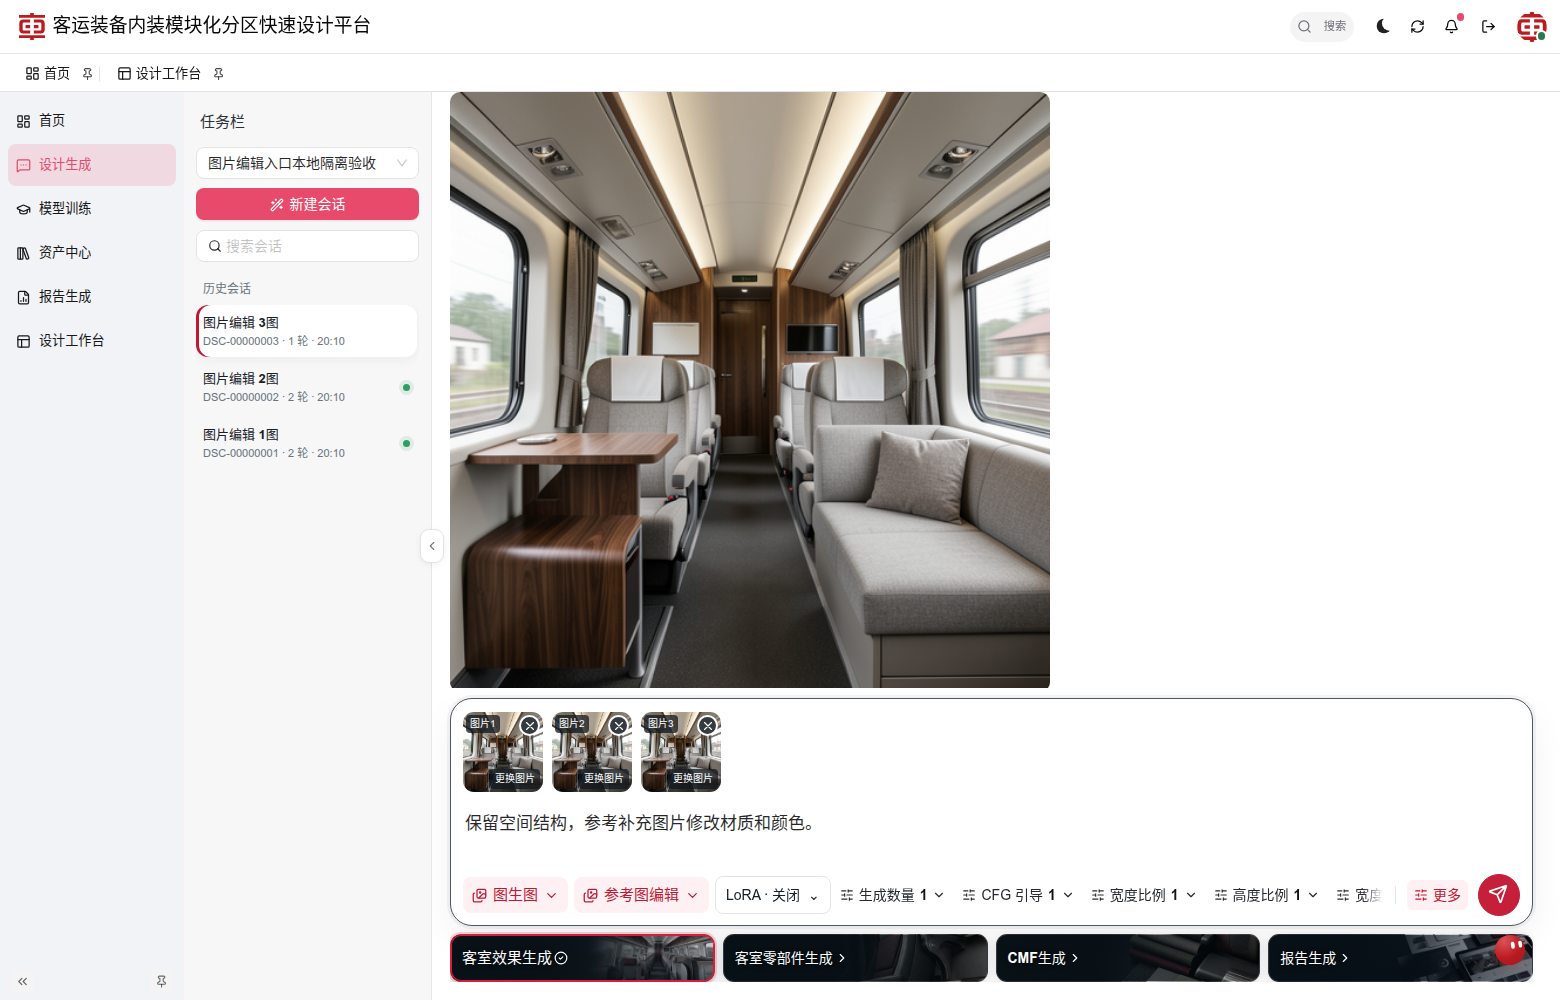 客运装备内装模块化分区快速设计平台
搜索
首页
设计工作台
首页
设计生成
模型训练
资产中心
报告生成
设计工作台
任务栏
图片编辑入口本地隔离验收
新建会话
搜索会话
历史会话
图片编辑 3图
DSC-00000003 · 1 轮 · 20:10
图片编辑 2图
DSC-00000002 · 2 轮 · 20:10
图片编辑 1图
DSC-00000001 · 2 轮 · 20:10
图片1
更换图片
图片2
更换图片
图片3
更换图片
保留空间结构，参考补充图片修改材质和颜色。
图生图
参考图编辑
LoRA · 关闭
生成数量 1
CFG 引导 1
宽度比例 1
高度比例 1
宽度
更多
客室效果生成
客室零部件生成
CMF生成
报告生成